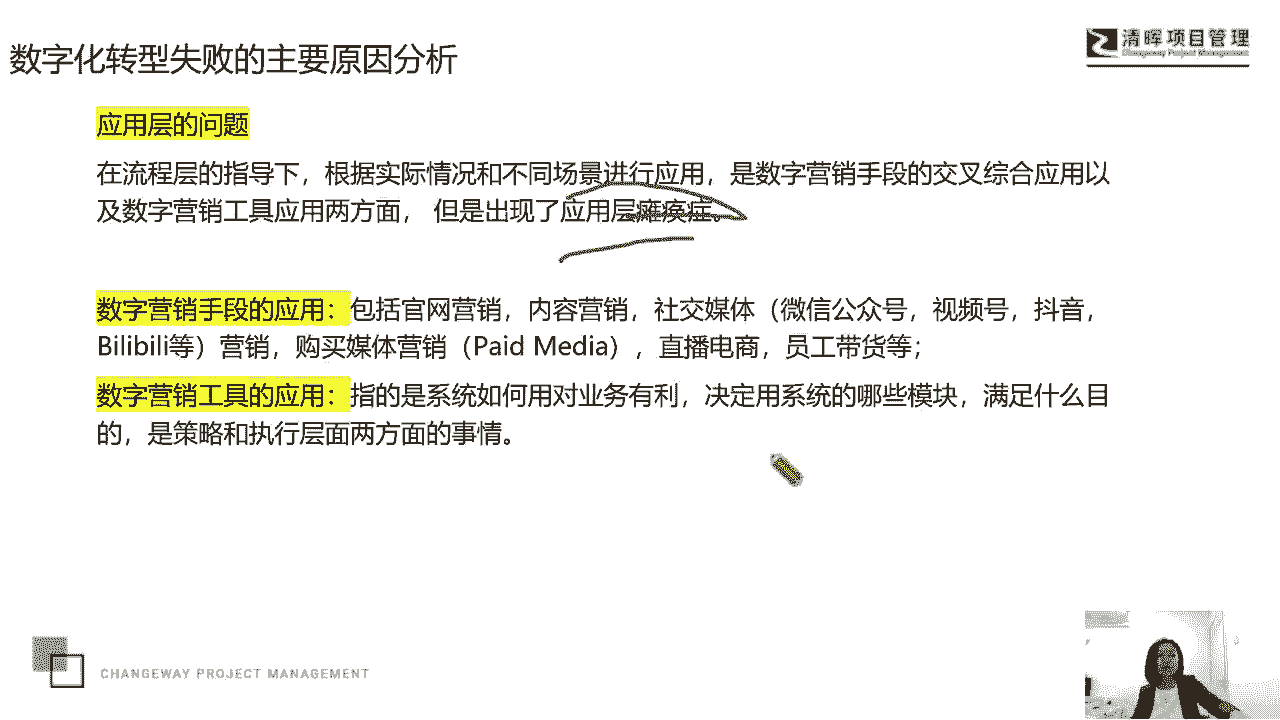 数字化转型失败的主要原因分析
清晖项目管理
Changeway Project Management
应用层的问题
在流程层的指导下，根据实际情况和不同场景进行应用，是数字营销手段的交叉综合应用以
及数字营销工具应用两方面， 但是出现了应用层瘫痪症。
数字营销手段的应用：包括官网营销，内容营销，社交媒体（微信公众号，视频号，抖音，
Bilibili等）营销，购买媒体营销（Paid Media），直播电商，员工带货等；
数字营销工具的应用：指的是系统如何用对业务有利，决定用系统的哪些模块，满足什么目
的，是策略和执行层面两方面的事情。
CHANGEWAY PROJECT MANAGEMENT